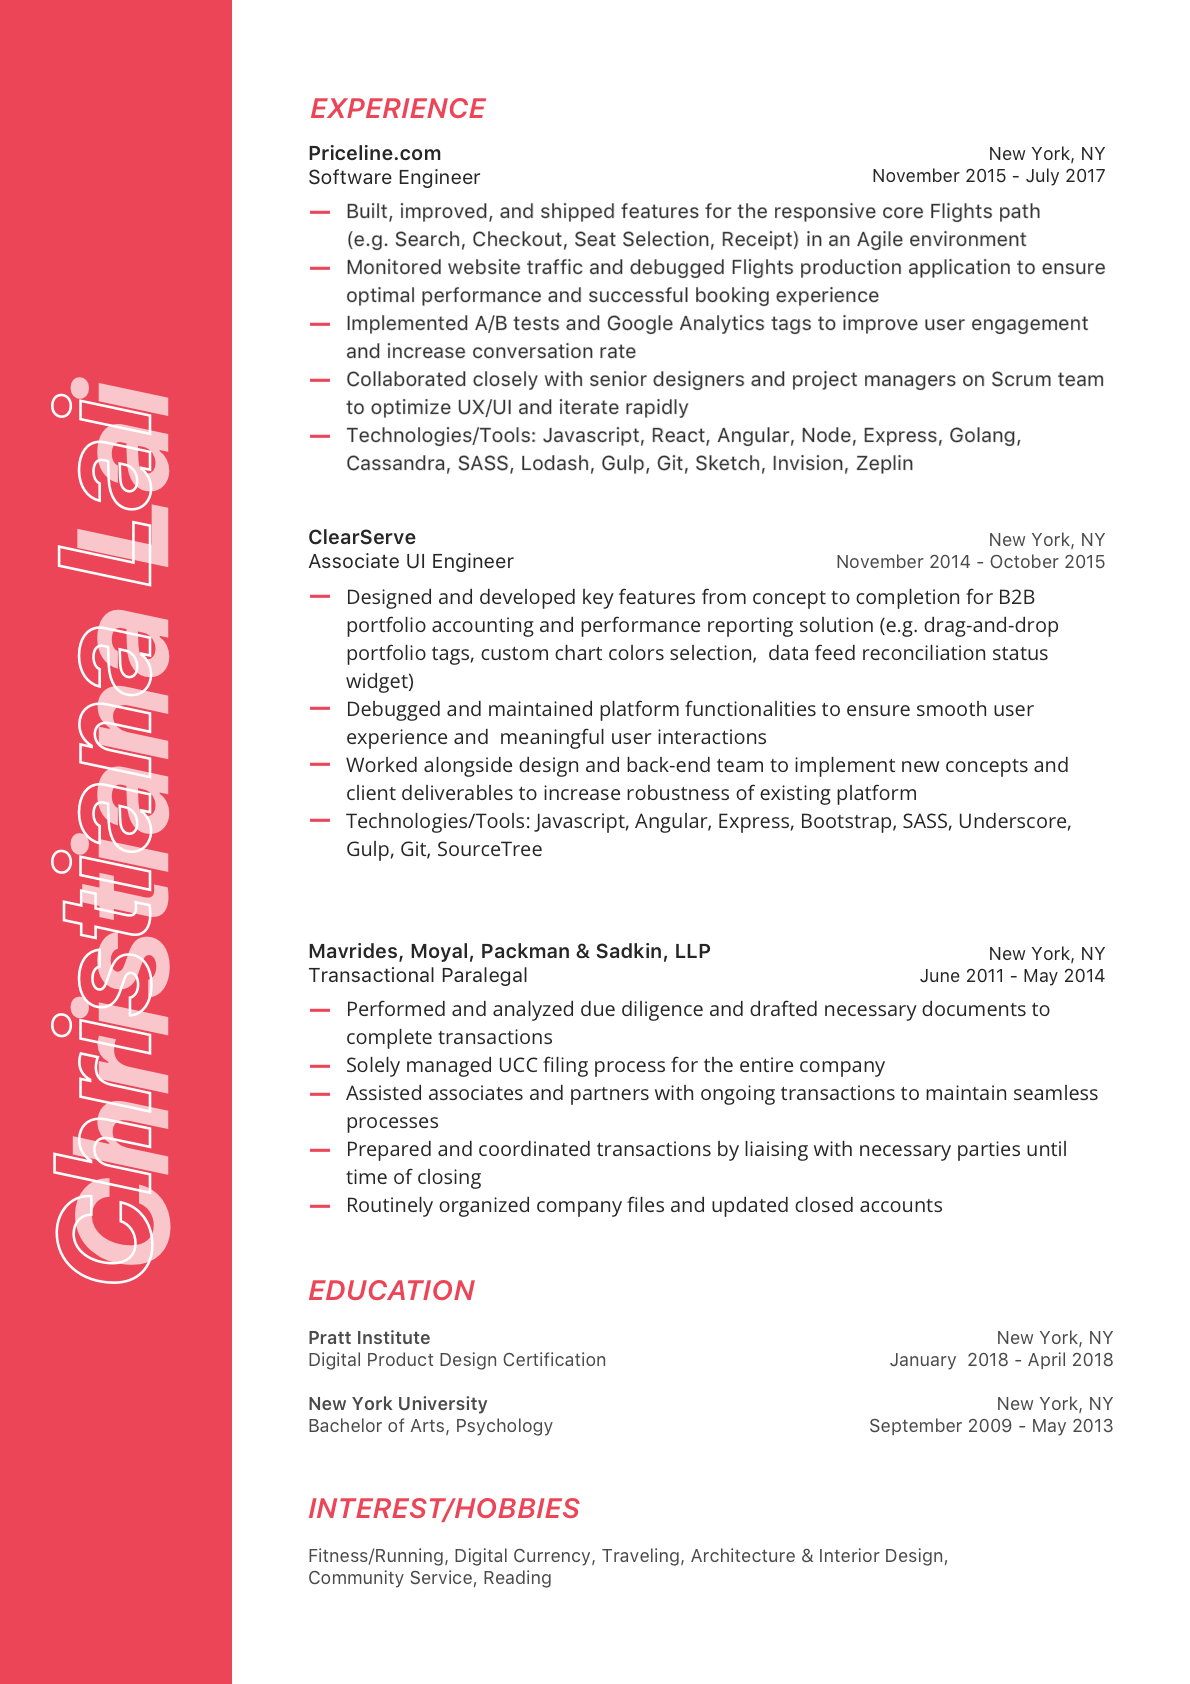 Christiana Lai
EXPERIENCE
Priceline.com
New York, NY
Software Engineer
November 2015 - July 2017
Built, improved, and shipped features for the responsive core Flights path
(e.g. Search, Checkout, Seat Selection, Receipt) in an Agile environment
Monitored website traffic and debugged Flights production application to ensure
optimal performance and successful booking experience
Implemented A/B tests and Google Analytics tags to improve user engagement
and increase conversation rate
Collaborated closely with senior designers and project managers on Scrum team
to optimize UX/UI and iterate rapidly
Technologies/Tools: Javascript, React, Angular, Node, Express, Golang,
Cassandra, SASS, Lodash, Gulp, Git, Sketch, Invision, Zeplin
ClearServe
New York, NY
Associate UI Engineer
November 2014 - October 2015
Designed and developed key features from concept to completion for B2B
portfolio accounting and performance reporting solution (e.g. drag-and-drop
portfolio tags, custom chart colors selection,  data feed reconciliation status
widget)
Debugged and maintained platform functionalities to ensure smooth user
experience and  meaningful user interactions
Worked alongside design and back-end team to implement new concepts and
client deliverables to increase robustness of existing platform
Technologies/Tools: Javascript, Angular, Express, Bootstrap, SASS, Underscore,
Gulp, Git, SourceTree
Mavrides, Moyal, Packman & Sadkin, LLP
New York, NY
Transactional Paralegal
June 2011 - May 2014
Performed and analyzed due diligence and drafted necessary documents to
complete transactions
Solely managed UCC filing process for the entire company
Assisted associates and partners with ongoing transactions to maintain seamless
processes
Prepared and coordinated transactions by liaising with necessary parties until
time of closing
Routinely organized company files and updated closed accounts
EDUCATION
Pratt Institute
New York, NY
Digital Product Design Certification
January  2018 - April 2018
New York University
New York, NY
Bachelor of Arts, Psychology
September 2009 - May 2013
INTEREST/HOBBIES
Fitness/Running, Digital Currency, Traveling, Architecture & Interior Design,
Community Service, Reading